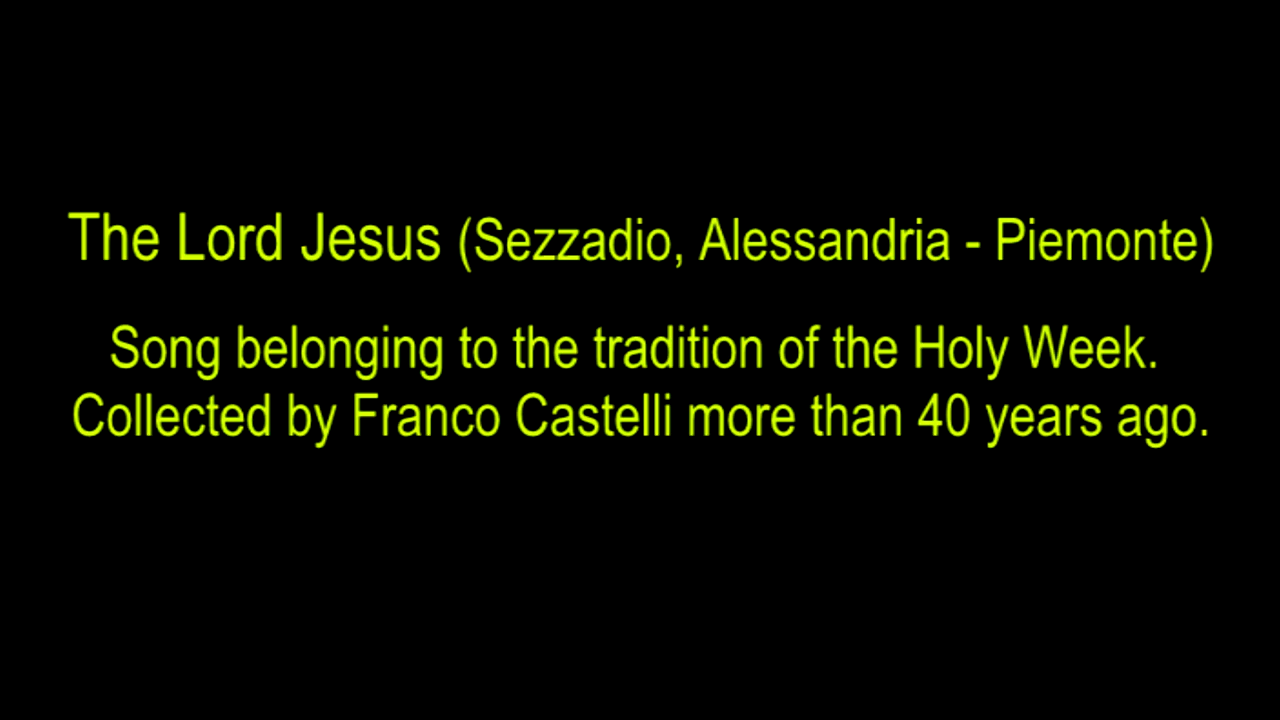 The Lord Jesus (Sezzadio, Alessandria - Piemonte)
Song belonging to the tradition of the Holy Week.
Collected by Franco Castelli more than 40 years ago.